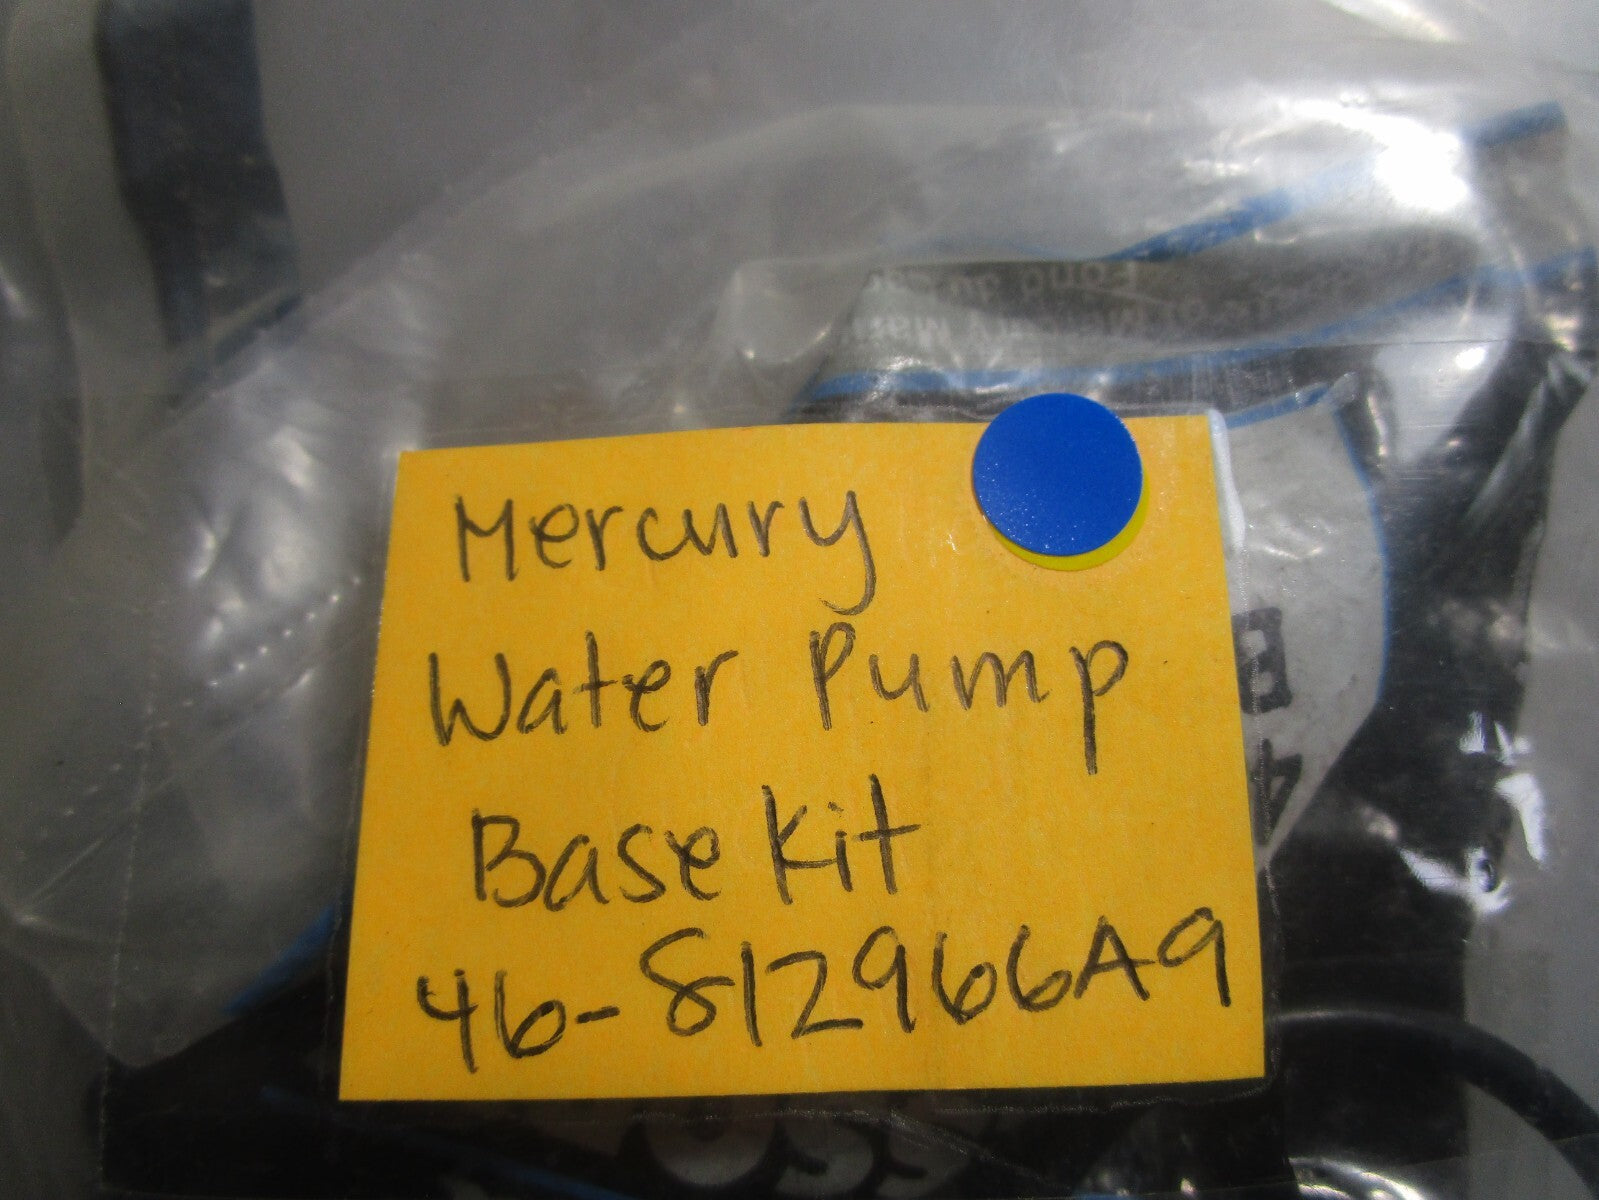 Mercury
Water Pump
Base Kit
46-812966A9